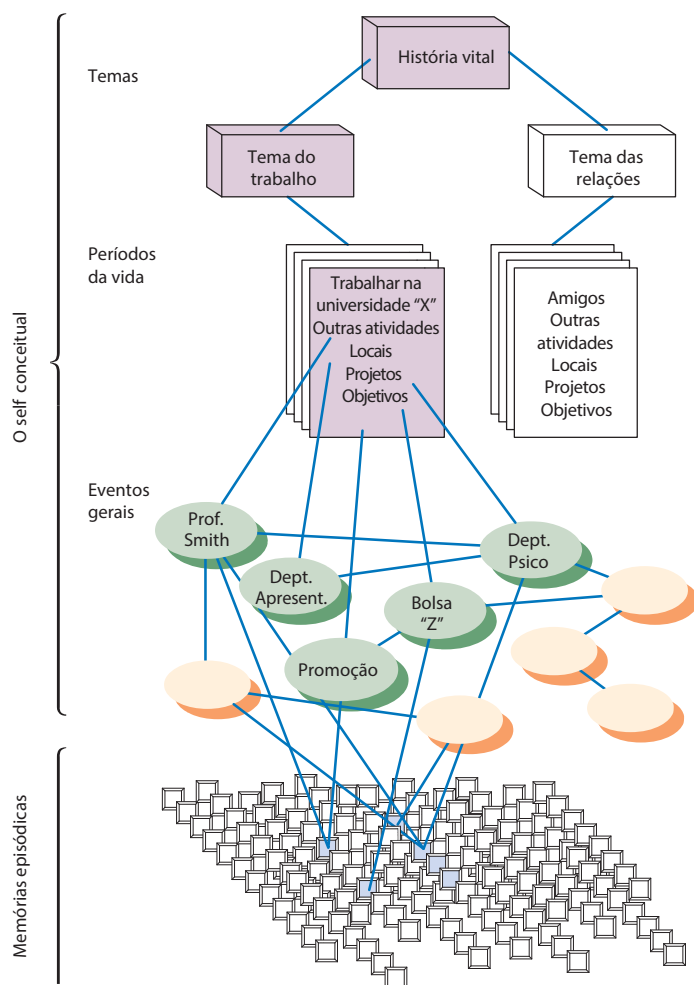 Temas
História vital
Tema do
trabalho
Tema das
relações
Períodos
da vida
Trabalhar na
universidade “X”
Outras atividades
Locais
Projetos
Objetivos
Amigos
Outras
atividades
Locais
Projetos
Objetivos
O self conceitual
Eventos
gerais
Prof.
Smith
Dept.
Psico
Dept.
Apresent.
Bolsa
“Z”
Promoção
Memórias episódicas